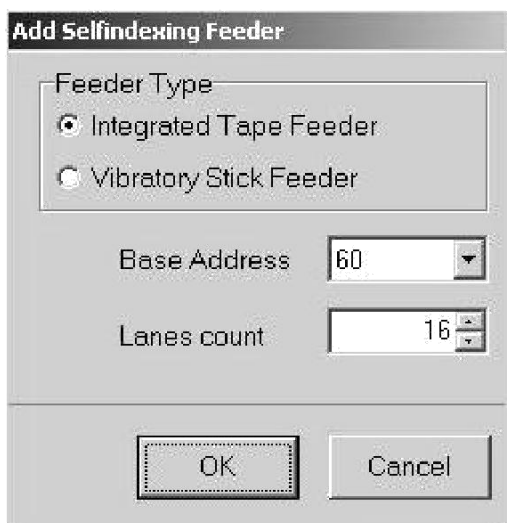 Add Selfindexing Feeder
Feeder Type
Integrated Tape Feeder
Vibratory Stick Feeder
Base Address 60
Lanes count 16
OK Cancel